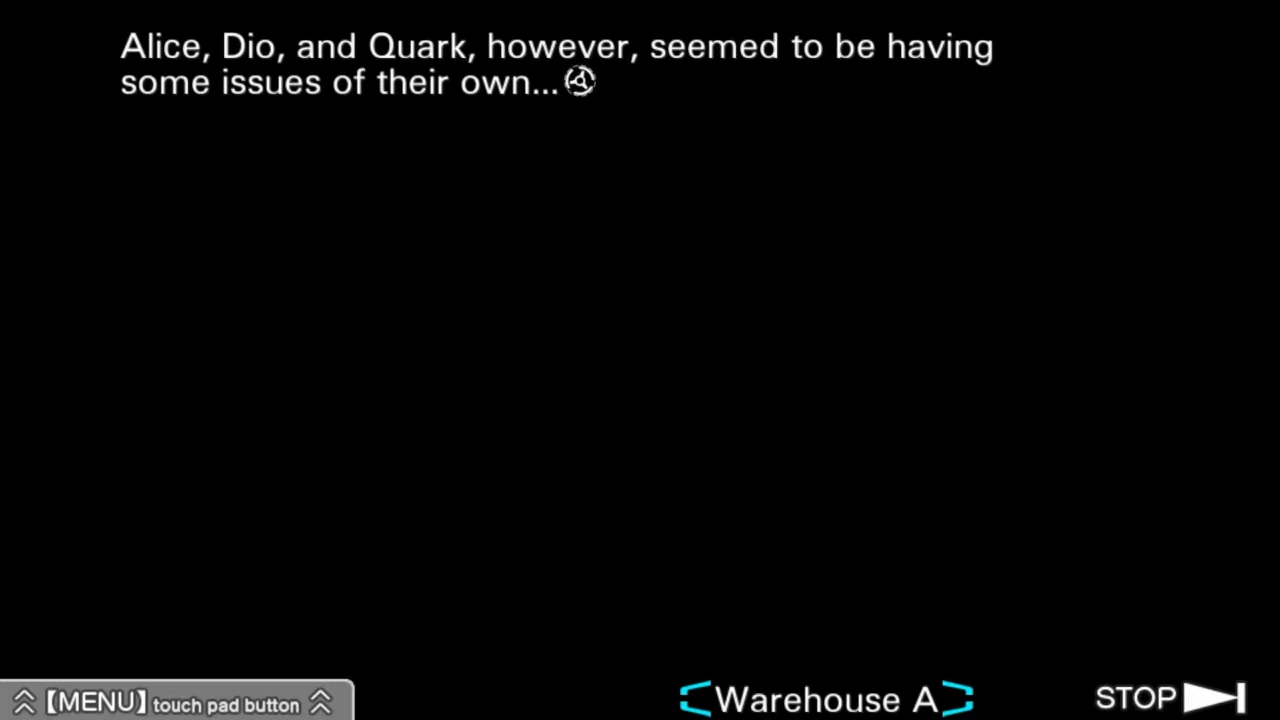 Alice, Dio, and Quark, however, seemed to be having
some issues of their own...
【MENU】touch pad button
Warehouse A
STOP